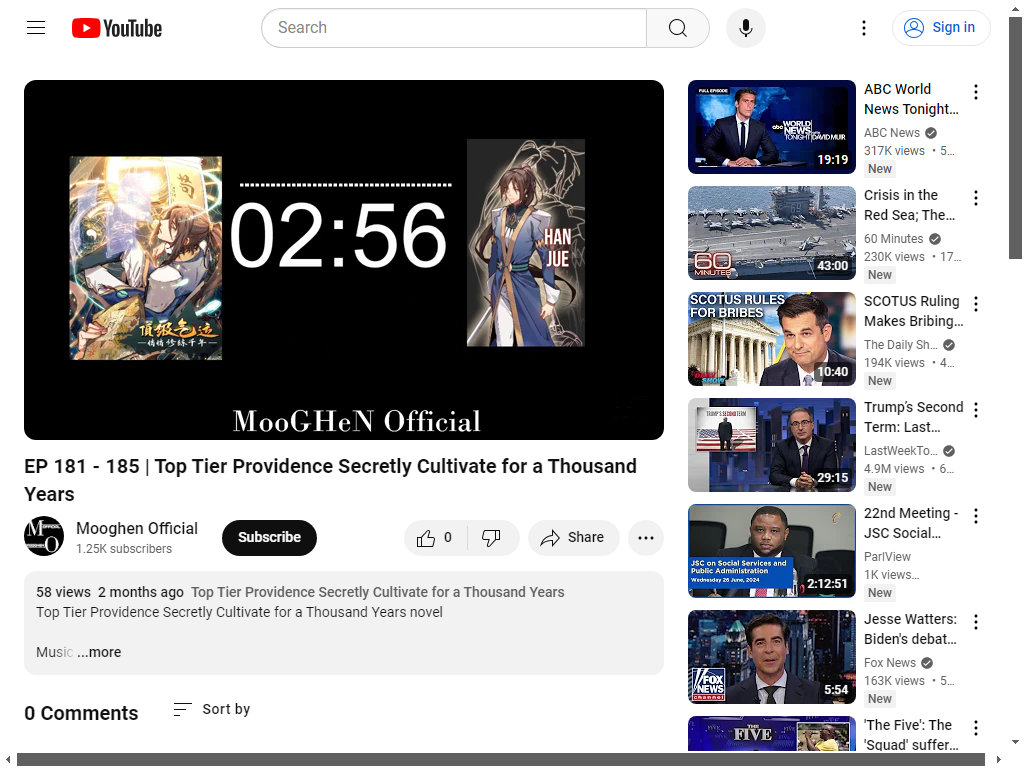 YouTube
Search
Sign in
02:56
HAN
JUE
頂级气运
悄悄修练千年
MooGHeN Official
EP 181 - 185 | Top Tier Providence Secretly Cultivate for a Thousand
Years
Mooghen Official
1.25K subscribers
Subscribe
0
Share
58 views 2 months ago Top Tier Providence Secretly Cultivate for a Thousand Years
Top Tier Providence Secretly Cultivate for a Thousand Years novel
Music ...more
0 Comments
Sort by
FULL EPISODE
abc WORLD
NEWS
TONIGHT
DAVID MUIR
19:19
ABC World
News Tonight…
ABC News
317K views • 5…
New
60
MINUTES
43:00
Crisis in the
Red Sea; The…
60 Minutes
230K views • 17…
New
SCOTUS RULES
FOR BRIBES
SHOW
10:40
SCOTUS Ruling
Makes Bribing…
The Daily Sh…
194K views • 4…
New
TRUMP'S SECOND TERM
29:15
Trump's Second
Term: Last…
LastWeekTo…
4.9M views • 6…
New
JSC on Social Services and
Public Administration
Wednesday 26 June, 2024
2:12:51
22nd Meeting -
JSC Social…
ParlView
1K views…
New
FOX
NEWS
channel
5:54
Jesse Watters:
Biden's debat…
Fox News
163K views • 5…
New
THE
FIVE
'The Five': The
'Squad' suffer…